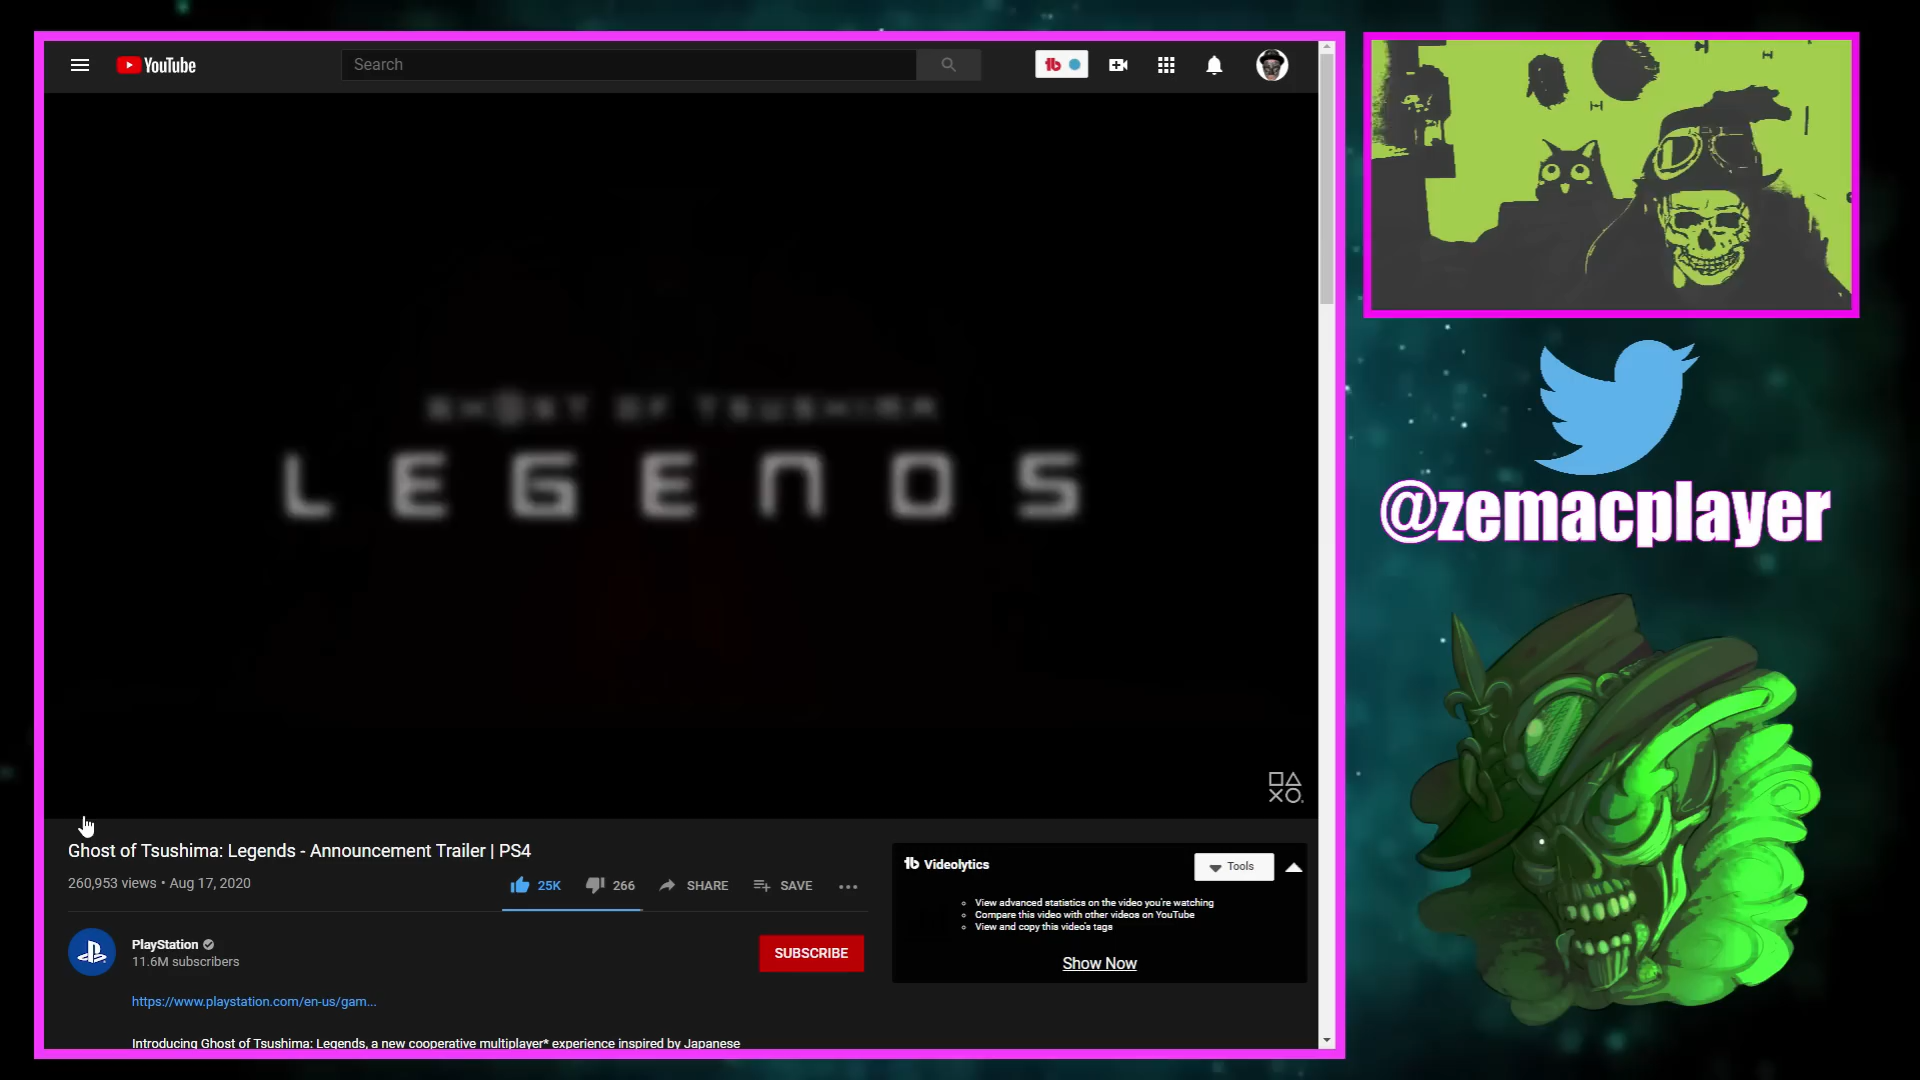 YouTube
Search
GHOST OF TSUSHIMA
LEGENDS
Ghost of Tsushima: Legends - Announcement Trailer | PS4
260,953 views • Aug 17, 2020
25K
266
SHARE
SAVE
PlayStation
11.6M subscribers
SUBSCRIBE
https://www.playstation.com/en-us/gam...
Introducing Ghost of Tsushima: Legends, a new cooperative multiplayer* experience inspired by Japanese
tb Videolytics
Tools
View advanced statistics on the video you're watching
Compare this video with other videos on YouTube
View and copy this video's tags
Show Now
@zemacplayer